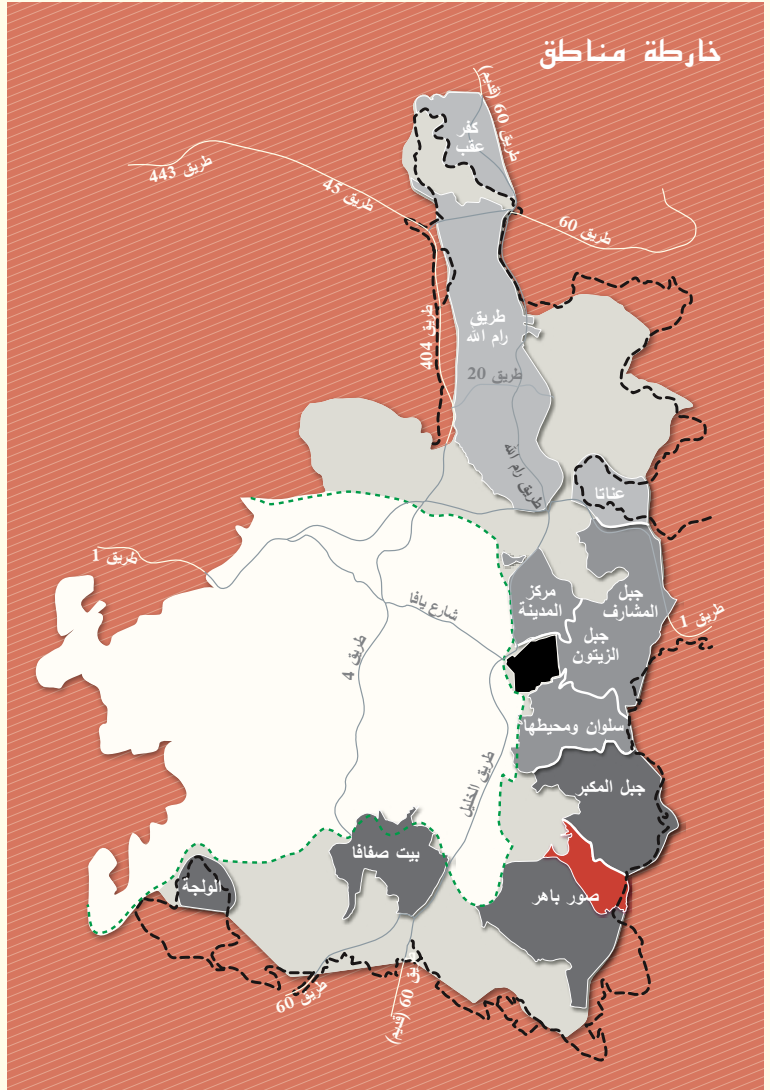 خارطة مناطق
طريق 60 (قديم)
كفر
عقب
طريق 443
طريق 45
طريق 60
طريق 404
طريق
رام الله
طريق 20
طريق رام الله
عناتا
طريق 1
شارع يافا
مركز
المدينة
جبل
المشارف
طريق 1
جبل
الزيتون
طريق 4
سلوان ومحيطها
طريق الخليل
جبل المكبر
بيت صفافا
الولجة
صور باهر
طريق 60
طريق 60 (قديم)